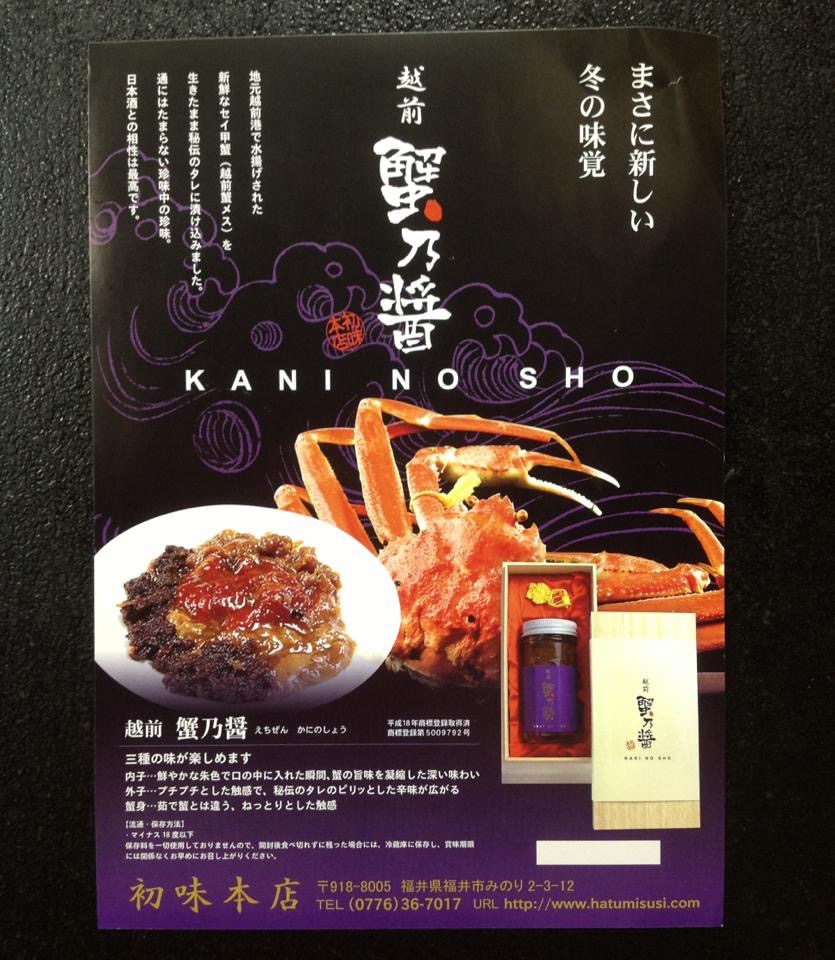 まさに新しい
冬の味覚
越前
蟹乃醤
初味本店
KANI NO SHO
地元越前港で水揚げされた
新鮮なセイ甲蟹（越前蟹メス）を
生きたまま秘伝のタレに漬け込みました。
通にはたまらない珍味中の珍味。
日本酒との相性は最高です。
越前
蟹乃醤
KANI NO SHO
越前 蟹乃醤 えちぜん かにのしょう
平成18年商標登録取得済
商標登録第5009792号
三種の味が楽しめます
内子…鮮やかな朱色で口の中に入れた瞬間、蟹の旨味を凝縮した深い味わい
外子…プチプチとした触感で、秘伝のタレのピリッとした辛味が広がる
蟹身…茹で蟹とは違う、ねっとりとした触感
【流通・保存方法】
・マイナス18度以下
保存料を一切使用しておりませんので、開封後食べ切れずに残った場合には、冷蔵庫に保存し、賞味期限
には関係なくお早めにお召し上がりください。
初味本店
〒918-8005 福井県福井市みのり2-3-12
TEL (0776)36-7017 URL http://www.hatumisusi.com